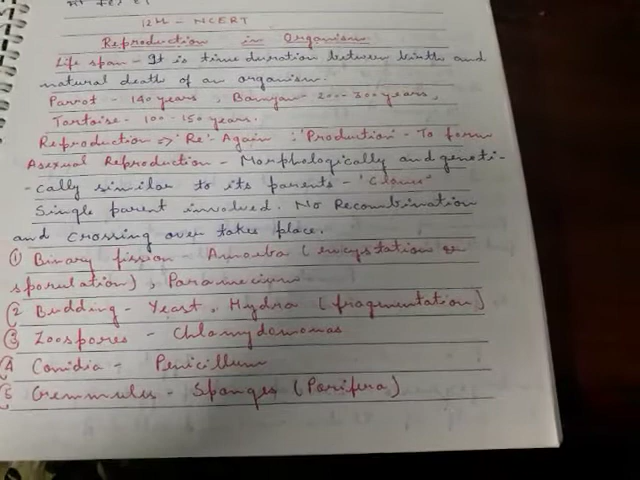 12th - NCERT
Reproduction in Organism
Life span - It is time duration between birth and
natural death of an organism.
Parrot - 140 years, Banyan - 200-300 years,
Tortoise - 100-150 years.
Reproduction => 'Re' - Again : 'Production' - To form
Asexual Reproduction - Morphologically and geneti-
-cally similar to its parents - "Clones"
Single parent involved. No Recombination
and crossing over takes place.
① Binary fission - Amoeba (encystation or
sporulation), Paramecium
② Budding - Yeast, Hydra (fragmentation)
③ Zoospores - Chlamydomonas
④ Conidia - Penicillum
⑤ Gemmules - Sponges (Porifera)